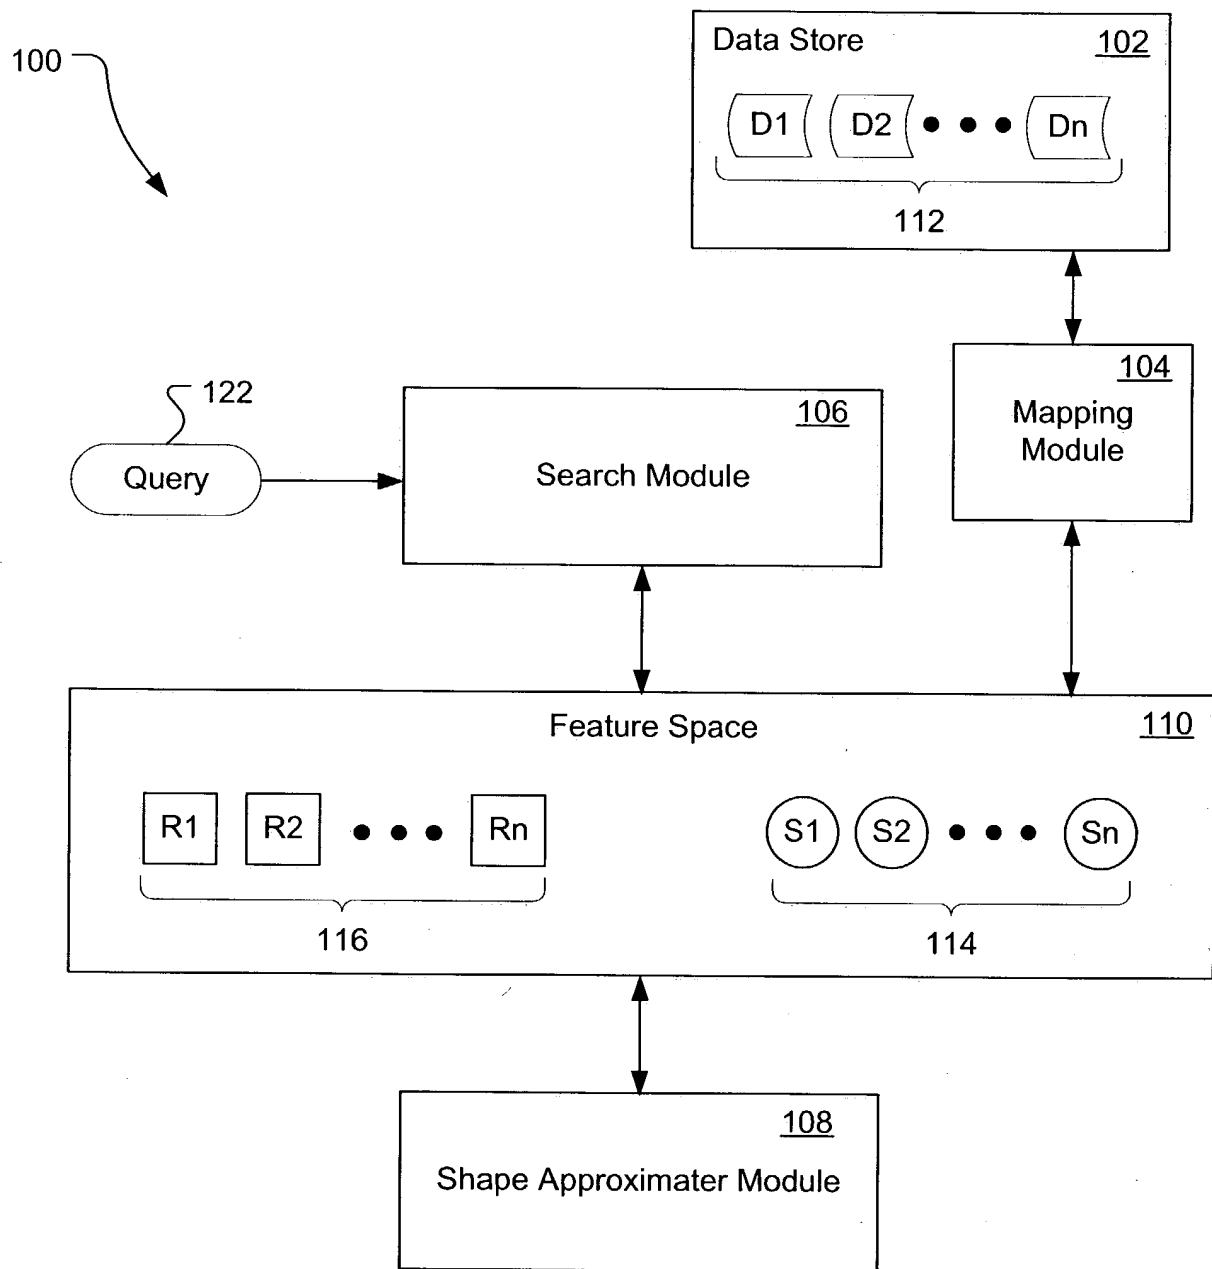 100
Data Store 102
D1 D2 Dn
112
104
Mapping
Module
122
Query
106
Search Module
Feature Space 110
R1 R2 Rn
S1 S2 Sn
116
114
108
Shape Approximater Module